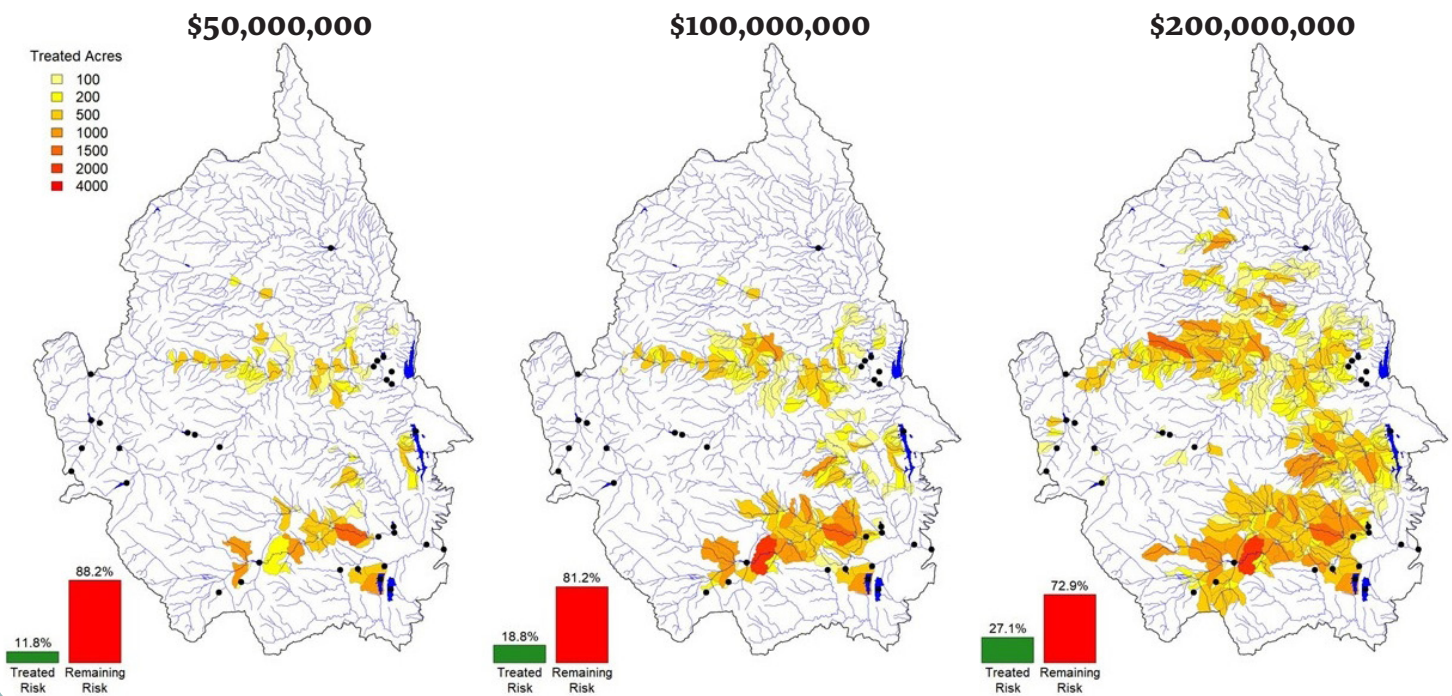 $50,000,000
$100,000,000
$200,000,000
Treated Acres
100
200
500
1000
1500
2000
4000
88.2%
11.8%
Treated
Risk
Remaining
Risk
81.2%
18.8%
Treated
Risk
Remaining
Risk
72.9%
27.1%
Treated
Risk
Remaining
Risk